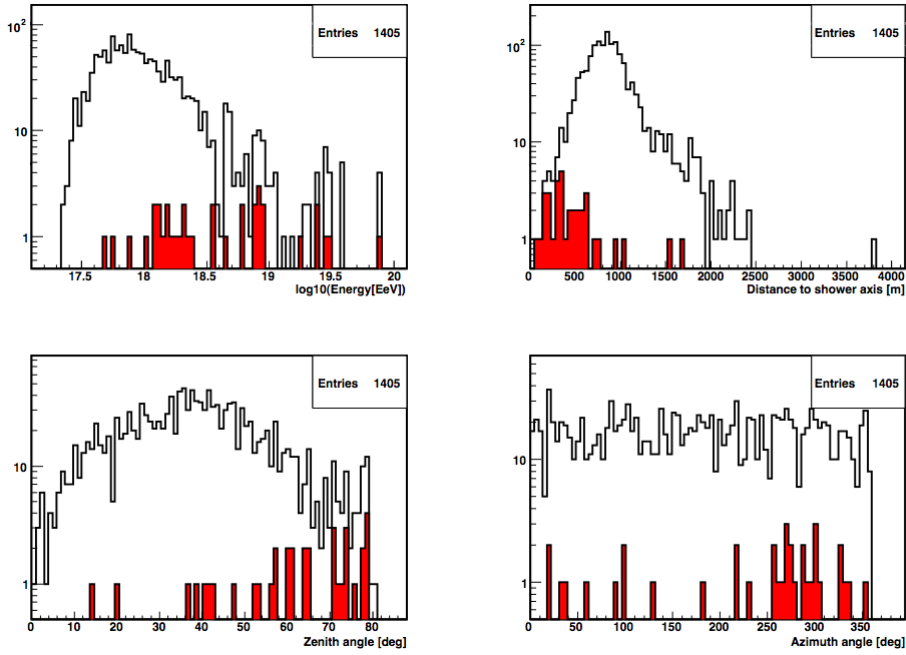 Entries 1405
10²
10
1
17.5 18 18.5 19 19.5 20
log10(Energy[EeV])
Entries 1405
10²
10
1
0 500 1000 1500 2000 2500 3000 3500 4000
Distance to shower axis [m]
Entries 1405
10
1
0 10 20 30 40 50 60 70 80
Zenith angle [deg]
Entries 1405
10
1
0 50 100 150 200 250 300 350
Azimuth angle [deg]